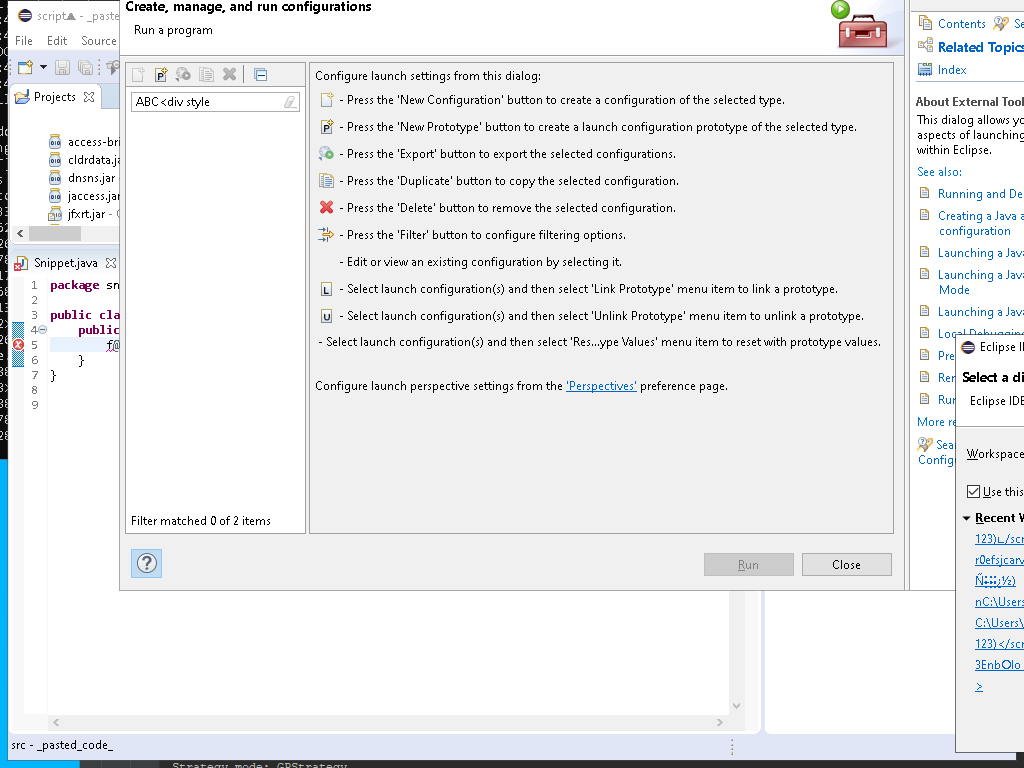 Create, manage, and run configurations
Run a program
File Edit Source
Projects
access-bri
cldrdata.ja
dnsns.jar
jaccess.jar
jfxrt.jar
Snippet.java
1 package sn
2
3 public cla
4 public
5 f@
6 }
7 }
8
9
ABC<div style
Filter matched 0 of 2 items
Configure launch settings from this dialog:
- Press the 'New Configuration' button to create a configuration of the selected type.
- Press the 'New Prototype' button to create a launch configuration prototype of the selected type.
- Press the 'Export' button to export the selected configurations.
- Press the 'Duplicate' button to copy the selected configuration.
- Press the 'Delete' button to remove the selected configuration.
- Press the 'Filter' button to configure filtering options.
- Edit or view an existing configuration by selecting it.
L - Select launch configuration(s) and then select 'Link Prototype' menu item to link a prototype.
U - Select launch configuration(s) and then select 'Unlink Prototype' menu item to unlink a prototype.
- Select launch configuration(s) and then select 'Res...ype Values' menu item to reset with prototype values.
Configure launch perspective settings from the 'Perspectives' preference page.
Run
Close
Contents Se
Related Topics
Index
About External Tool
This dialog allows yo
aspects of launching
within Eclipse.
See also:
Running and De
Creating a Java a
configuration
Launching a Java
Launching a Java
Mode
Launching a Java
Local Debugging
Pre
Rer
Rur
More re
Sear
Config
Eclipse I
Select a di
Eclipse IDE
Workspace
Use this
Recent W
r0efsjcarv
nC:\Users
C:\Users\
123)</scr
>
src - _pasted_code_
Strategy mode: GPStrategy